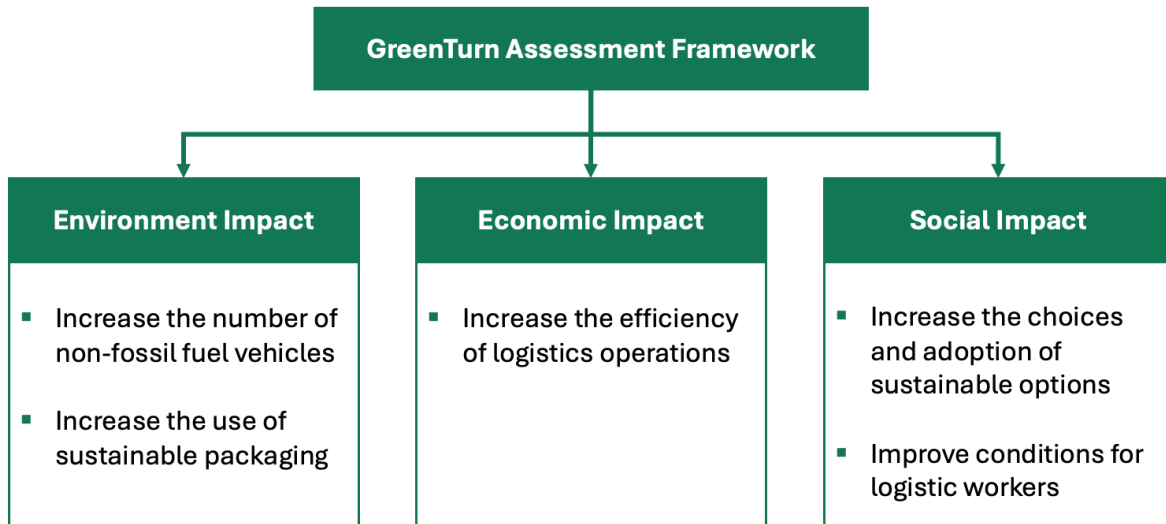 GreenTurn Assessment Framework
Environment Impact
▪ Increase the number of
non-fossil fuel vehicles
▪ Increase the use of
sustainable packaging
Economic Impact
▪ Increase the efficiency
of logistics operations
Social Impact
▪ Increase the choices
and adoption of
sustainable options
▪ Improve conditions for
logistic workers